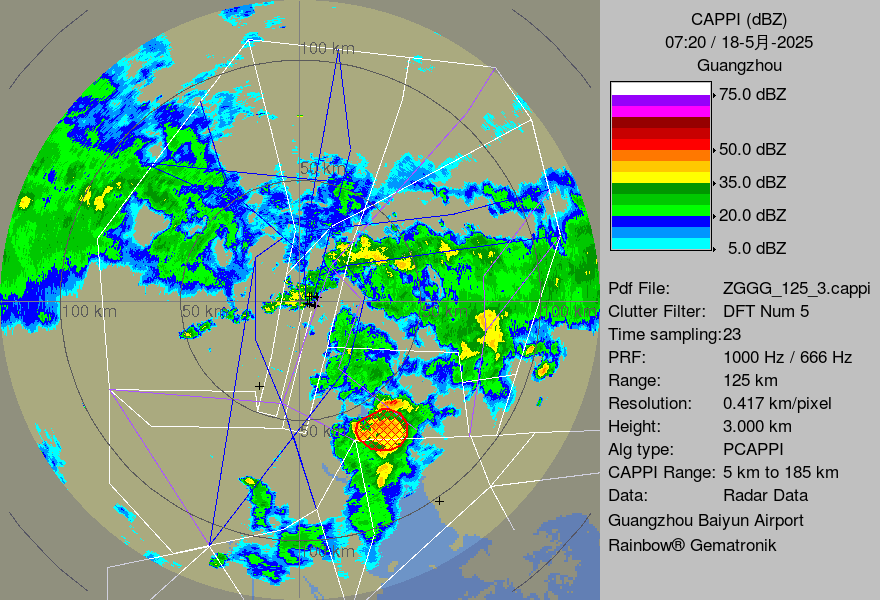 CAPPI (dBZ)
07:20 / 18-5月-2025
Guangzhou
75.0 dBZ
50.0 dBZ
35.0 dBZ
20.0 dBZ
5.0 dBZ
Pdf File: ZGGG_125_3.cappi
Clutter Filter: DFT Num 5
Time sampling:23
PRF: 1000 Hz / 666 Hz
Range: 125 km
Resolution: 0.417 km/pixel
Height: 3.000 km
Alg type: PCAPPI
CAPPI Range: 5 km to 185 km
Data: Radar Data
Guangzhou Baiyun Airport
Rainbow® Gematronik
100 km
50 km
100 km
50 km
50 km
100 km
50 km
100 km